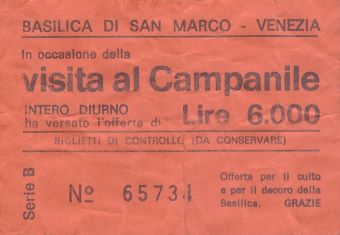 BASILICA DI SAN MARCO - VENEZIA
In occasione della
visita al Campanile
INTERO DIURNO Lire 6.000
ha versato l'offerta di
BIGLIETTI DI CONTROLLO (DA CONSERVARE)
Serie B
Nº 65734
Offerta per il culto
e per il decoro della
Basilica. GRAZIE